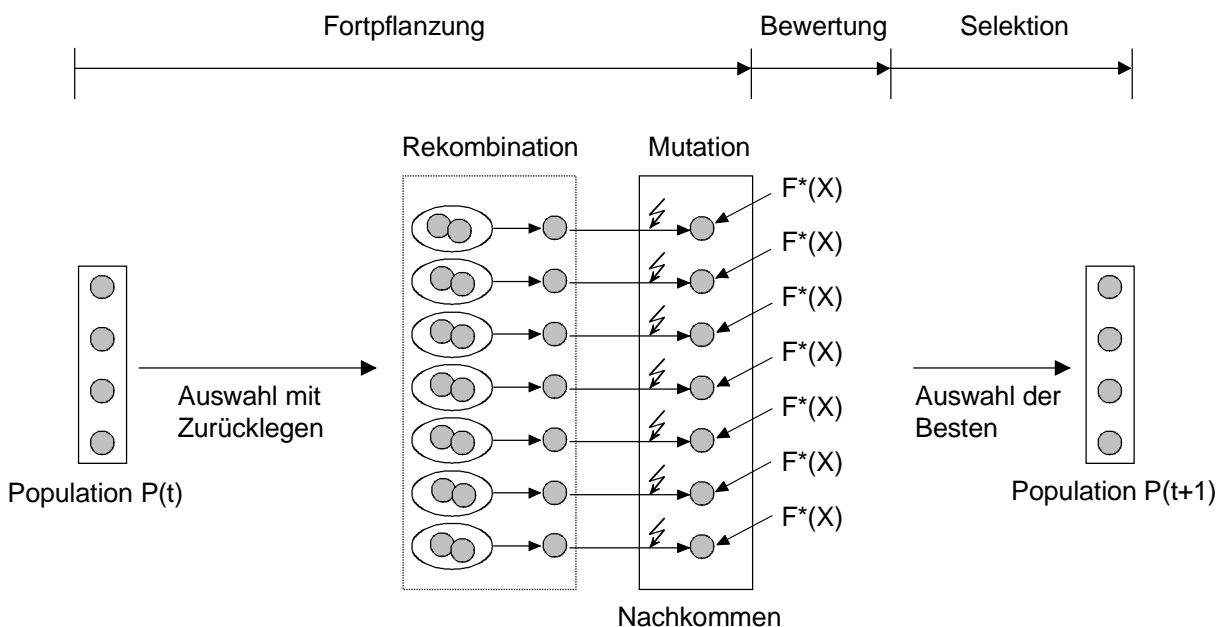 Fortpflanzung
Bewertung
Selektion
Rekombination
Mutation
F*(X)
F*(X)
F*(X)
F*(X)
F*(X)
F*(X)
F*(X)
Auswahl mit
Zurücklegen
Auswahl der
Besten
Population P(t)
Population P(t+1)
Nachkommen